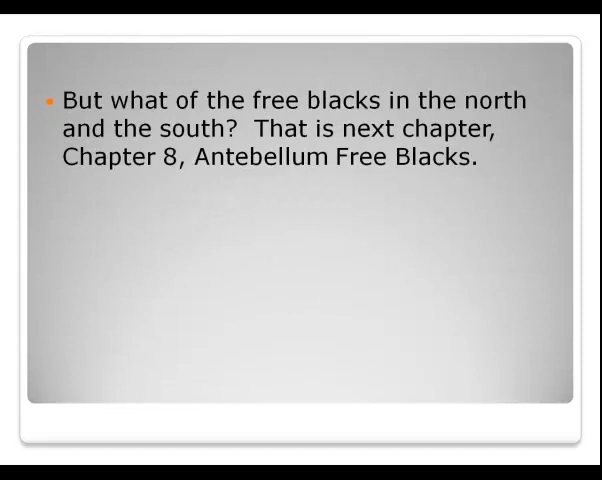 But what of the free blacks in the north
and the south?  That is next chapter,
Chapter 8, Antebellum Free Blacks.